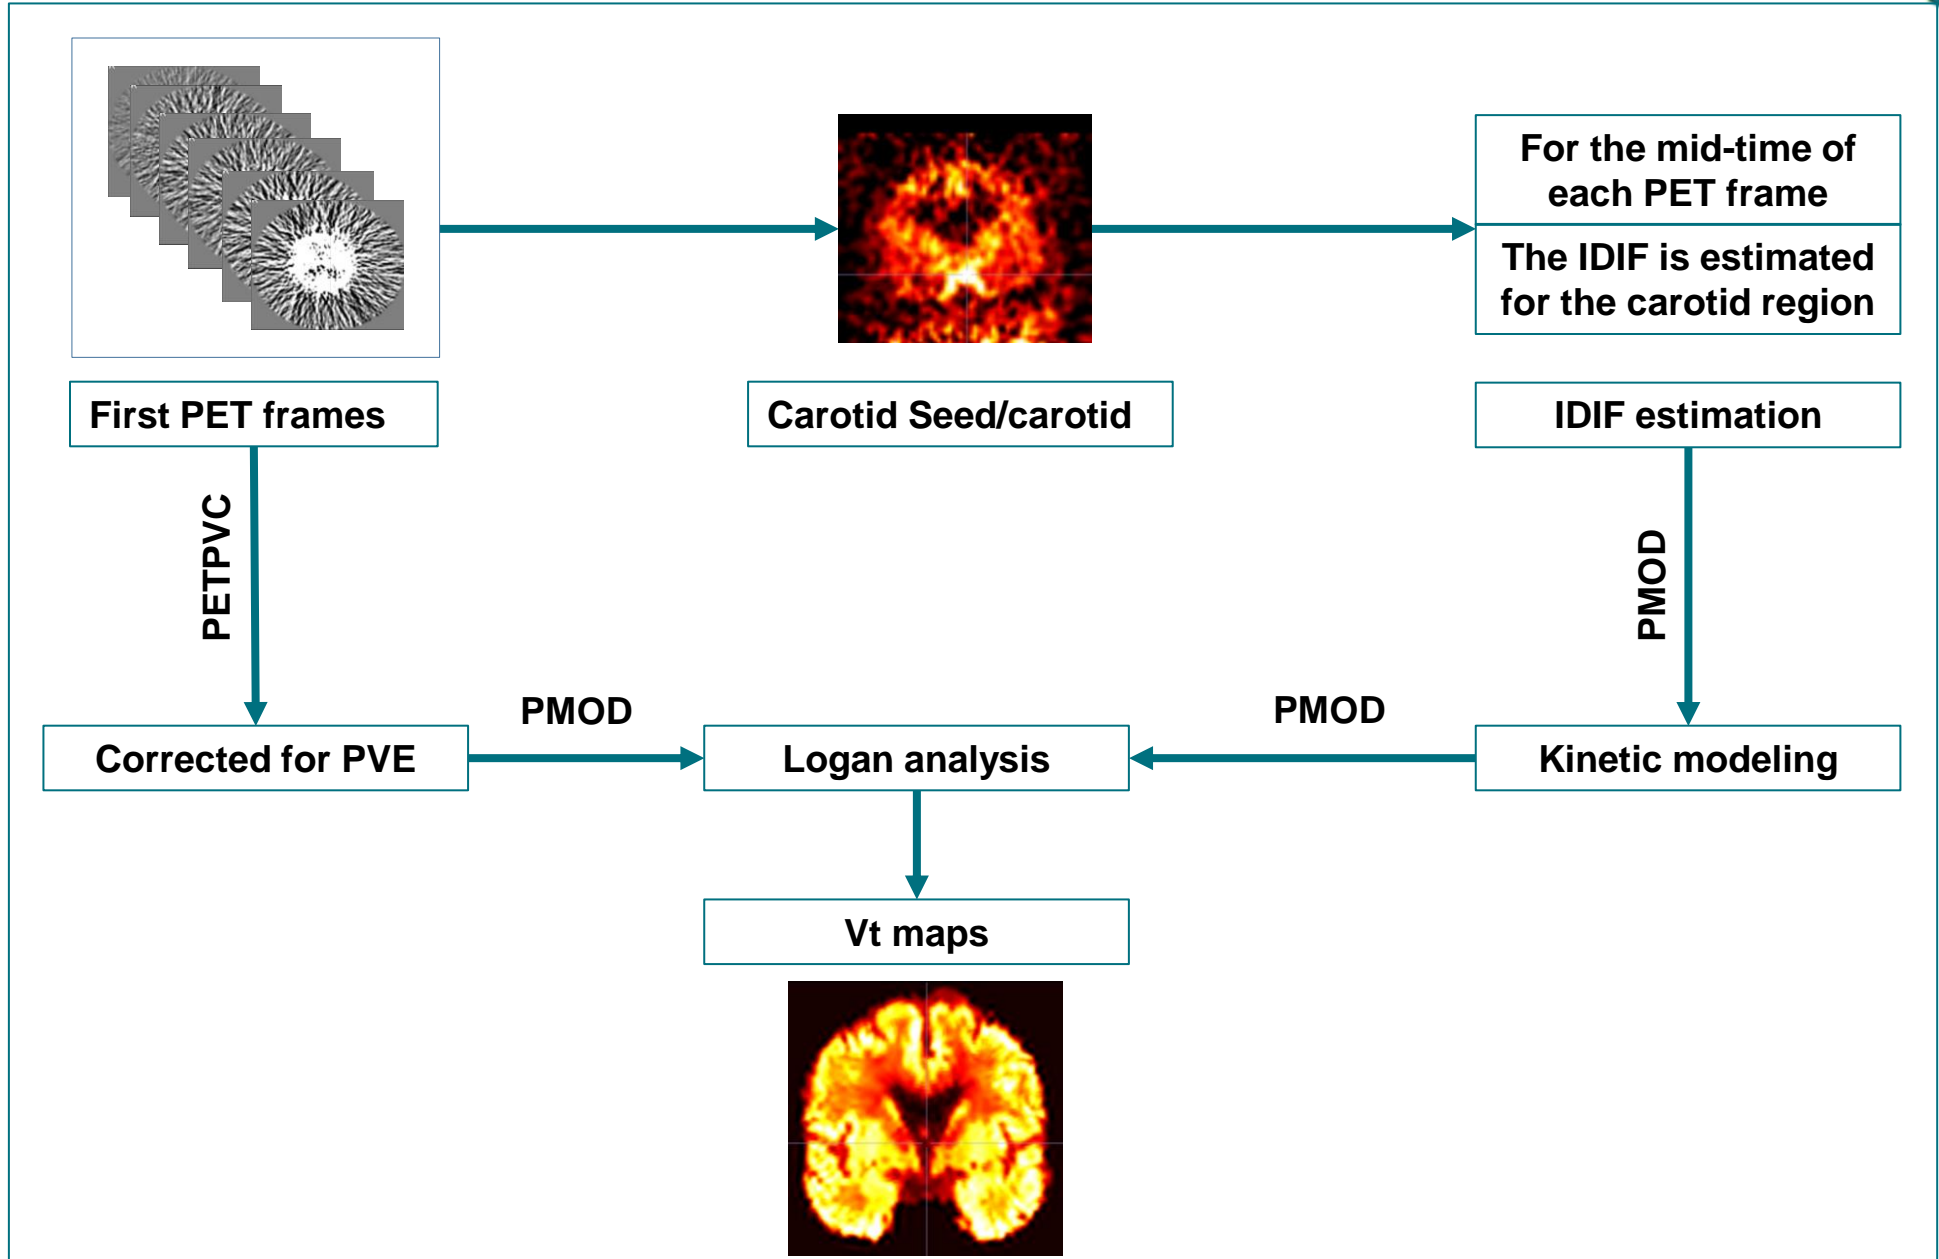 For the mid-time of
each PET frame
The IDIF is estimated
for the carotid region
First PET frames
Carotid Seed/carotid
IDIF estimation
PETPVC
PMOD
PMOD
PMOD
Corrected for PVE
Logan analysis
Kinetic modeling
Vt maps